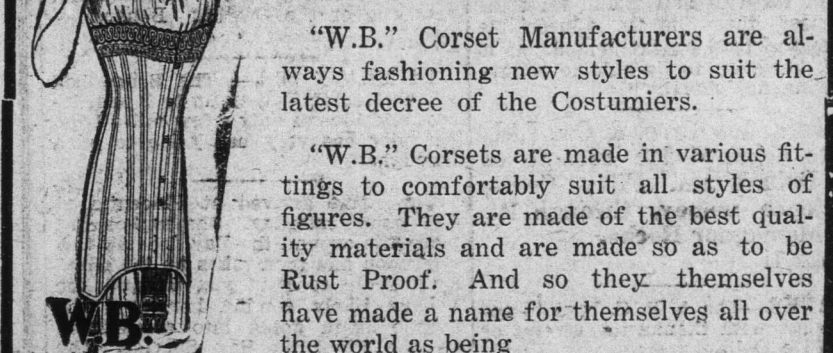 "W.B." Corset Manufacturers are al-
ways fashioning new styles to suit the
latest decree of the Costumiers.
"W.B." Corsets are made in various fit-
tings to comfortably suit all styles of
figures. They are made of the best qual-
ity materials and are made so as to be
Rust Proof. And so they themselves
have made a name for themselves all over
the world as being
W.B.